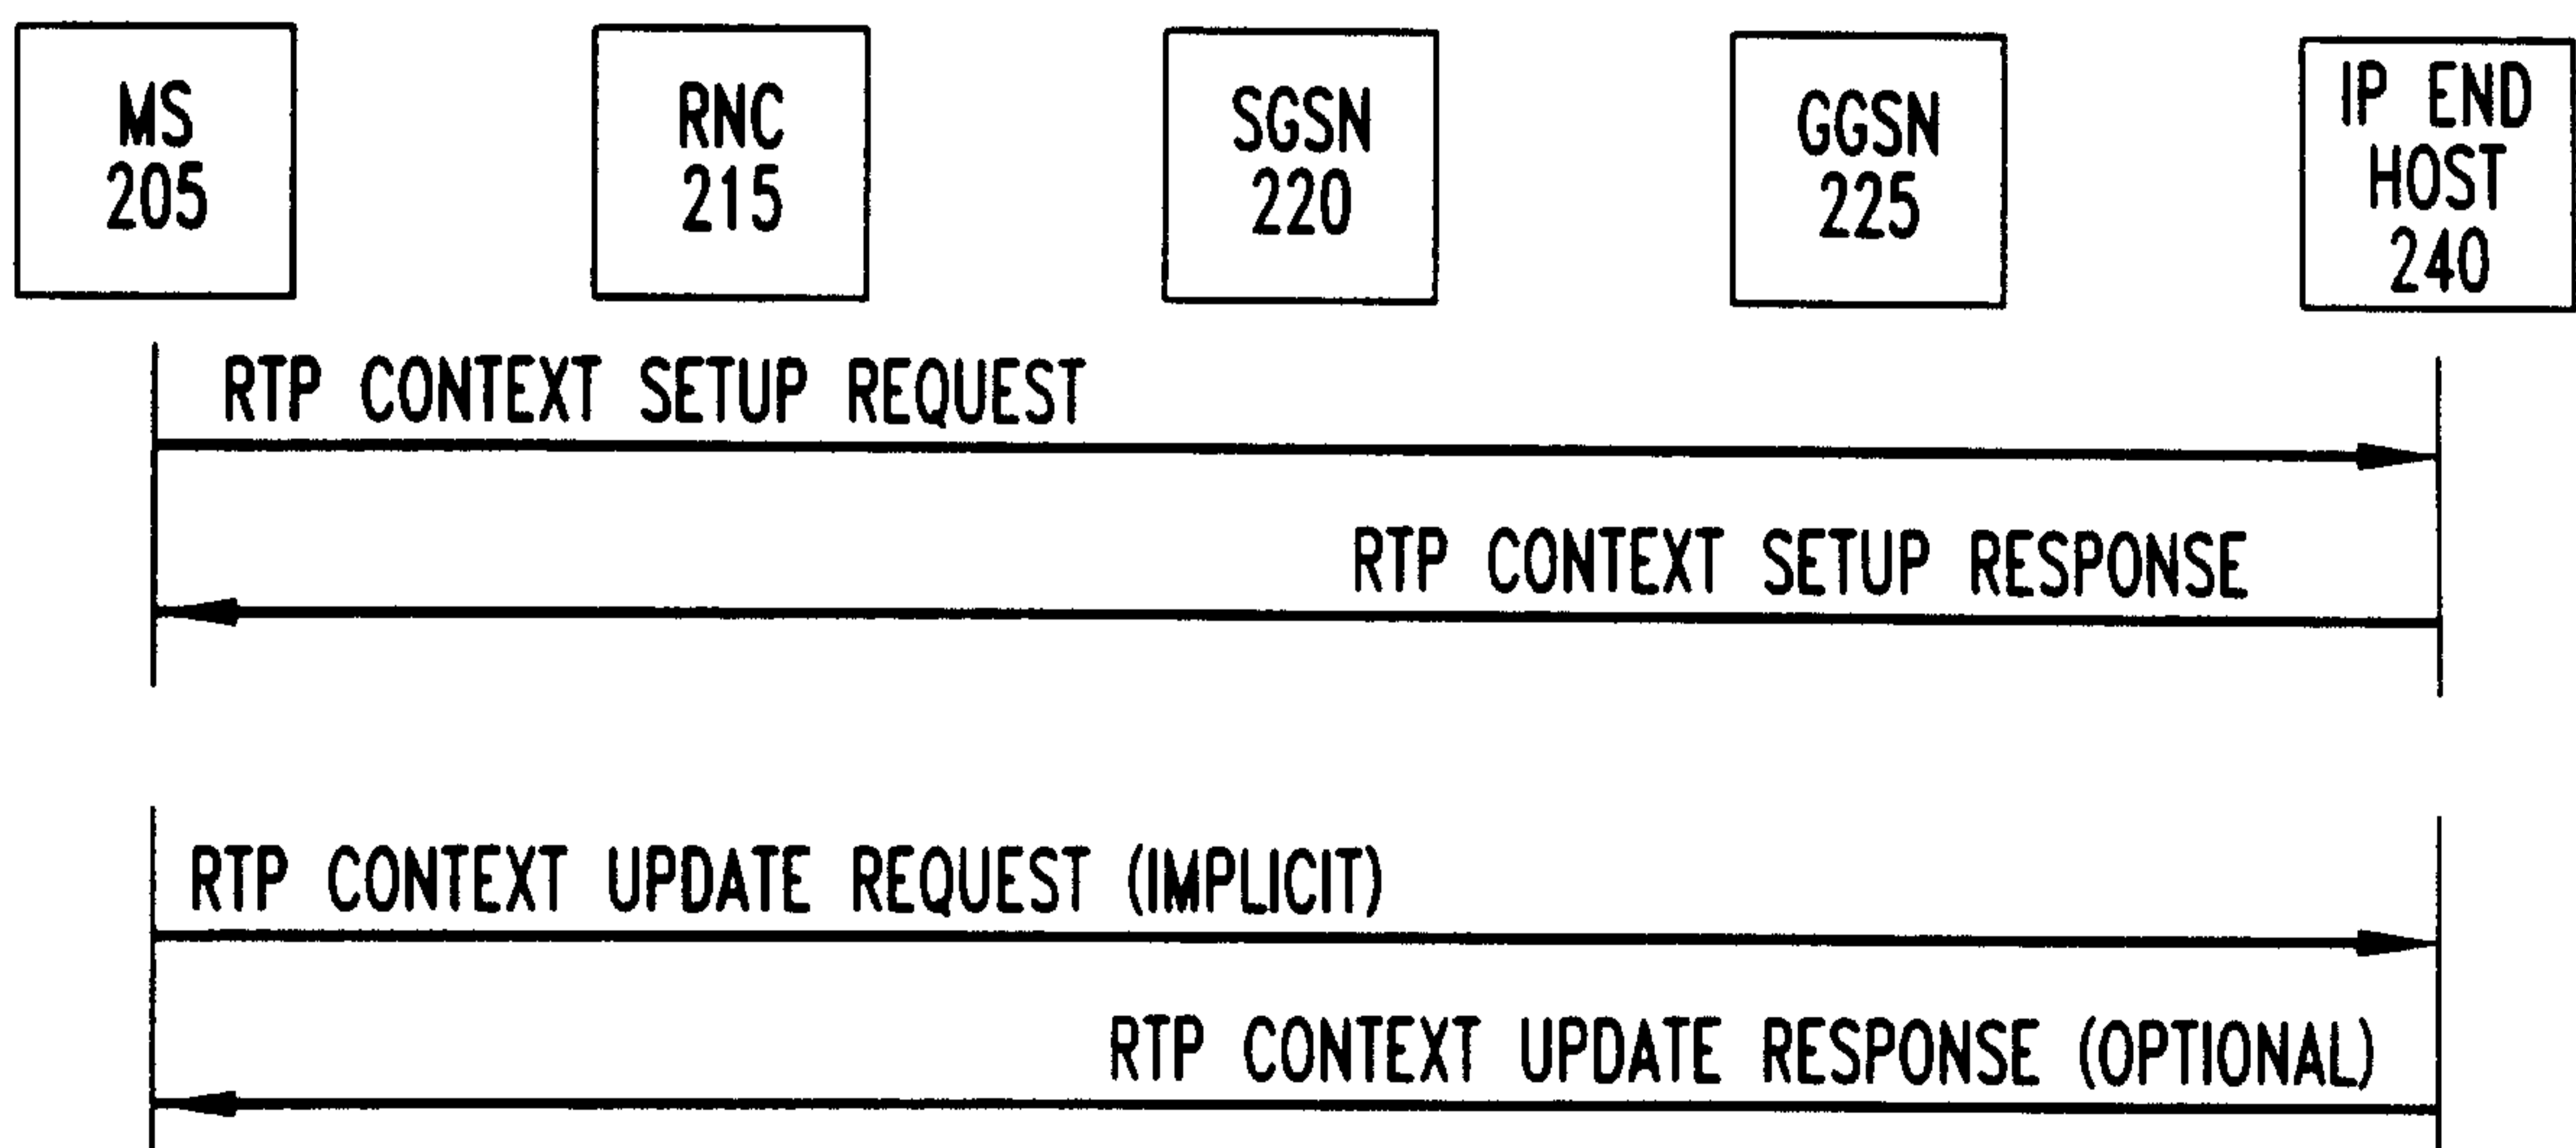 MS
205
RNC
215
SGSN
220
GGSN
225
IP END
HOST
240
RTP CONTEXT SETUP REQUEST
RTP CONTEXT SETUP RESPONSE
RTP CONTEXT UPDATE REQUEST (IMPLICIT)
RTP CONTEXT UPDATE RESPONSE (OPTIONAL)